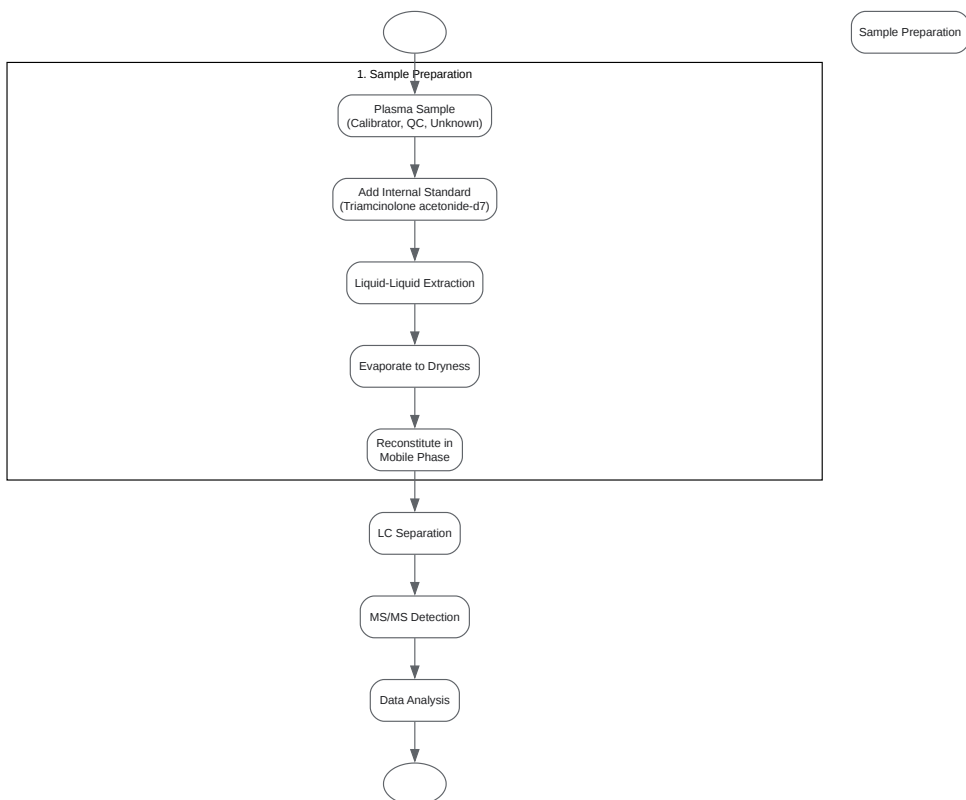 Sample Preparation
1. Sample Preparation
Plasma Sample
(Calibrator, QC, Unknown)
Add Internal Standard
(Triamcinolone acetonide-d7)
Liquid-Liquid Extraction
Evaporate to Dryness
Reconstitute in
Mobile Phase
LC Separation
MS/MS Detection
Data Analysis